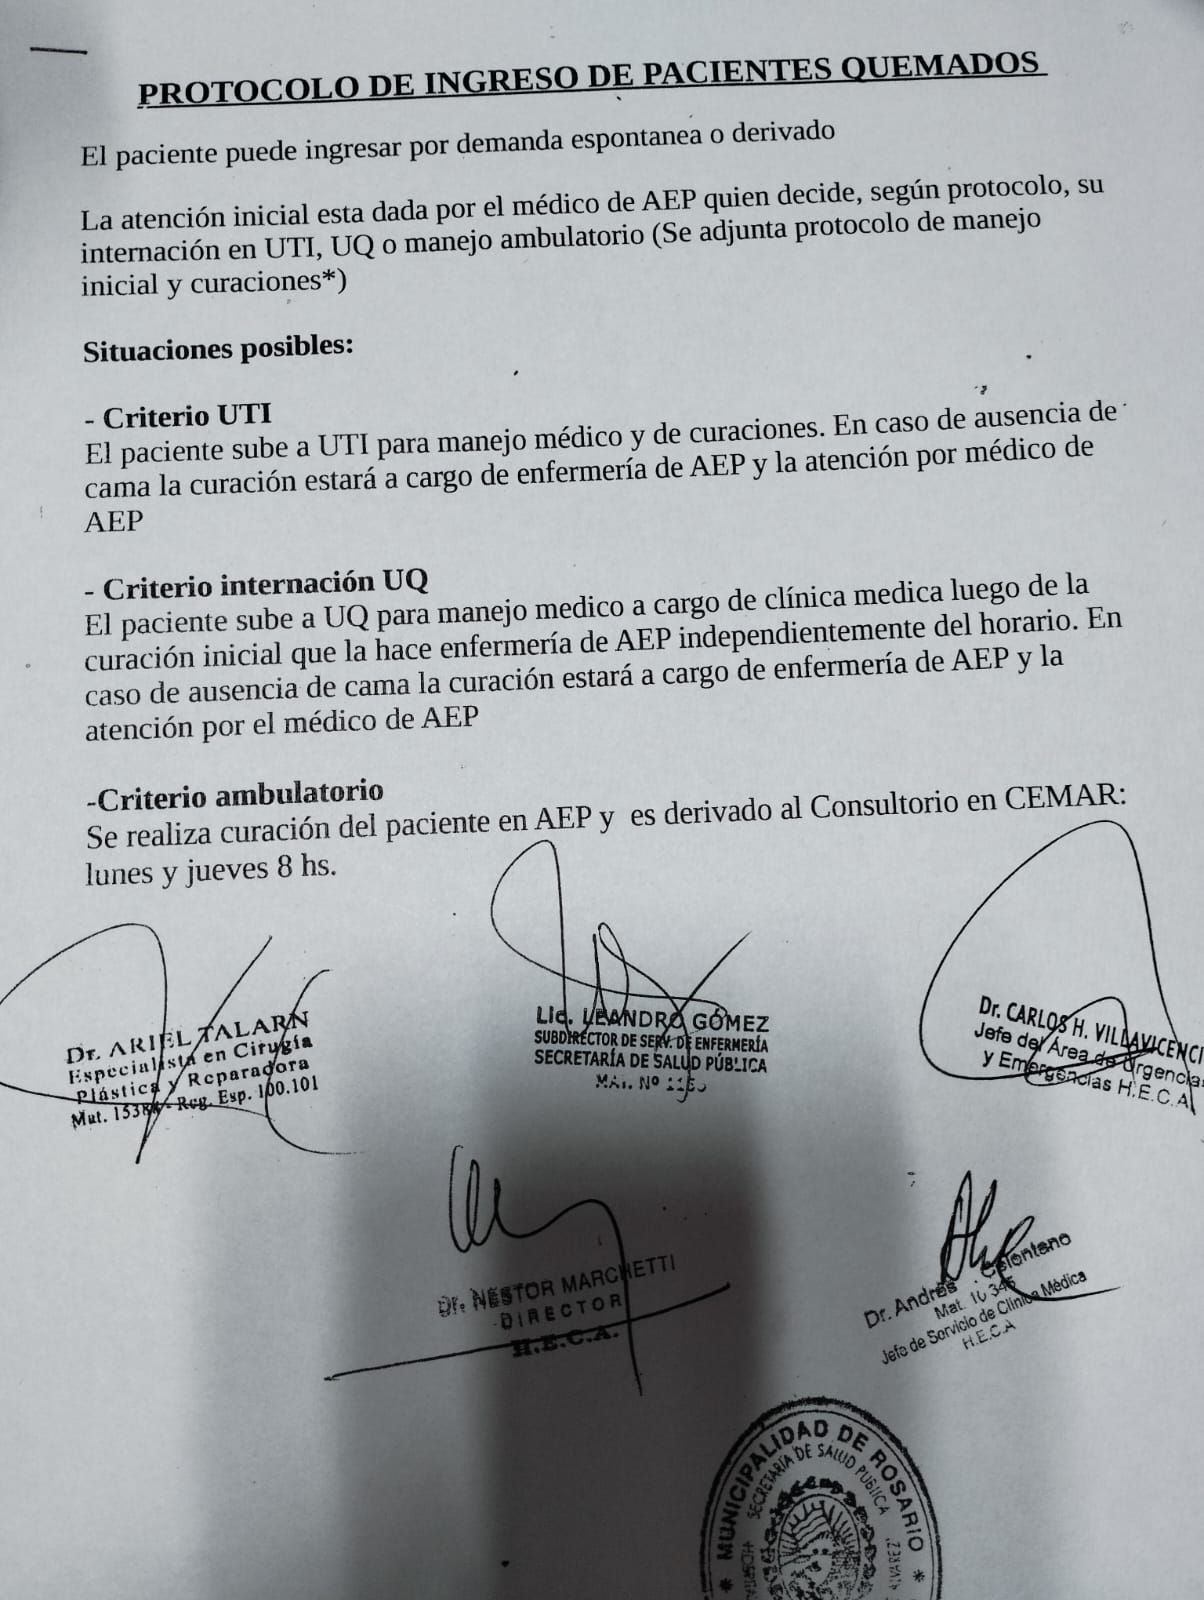 PROTOCOLO DE INGRESO DE PACIENTES QUEMADOS
El paciente puede ingresar por demanda espontanea o derivado
La atención inicial esta dada por el médico de AEP quien decide, según protocolo, su
internación en UTI, UQ o manejo ambulatorio (Se adjunta protocolo de manejo
inicial y curaciones*)
Situaciones posibles:
- Criterio UTI
El paciente sube a UTI para manejo médico y de curaciones. En caso de ausencia de
cama la curación estará a cargo de enfermería de AEP y la atención por médico de
AEP
- Criterio internación UQ
El paciente sube a UQ para manejo medico a cargo de clínica medica luego de la
curación inicial que la hace enfermería de AEP independientemente del horario. En
caso de ausencia de cama la curación estará a cargo de enfermería de AEP y la
atención por el médico de AEP
-Criterio ambulatorio
Se realiza curación del paciente en AEP y es derivado al Consultorio en CEMAR:
lunes y jueves 8 hs.
Dr. ARIEL TALARN
Especialista en Cirugía
Plástica y Reparadora
Mat. - Reg. Esp. 100.101
Lic. LEANDRO GÓMEZ
SUBDIRECTOR DE SERV. DE ENFERMERÍA
SECRETARÍA DE SALUD PÚBLICA
MAT. Nº
Dr. CARLOS H. VILLAVICENCI
Jefe del Área de Urgencias
y Emergencias H.E.C.A
Dr. NESTOR MARCHETTI
DIRECTOR
H.E.C.A.
Dr. Andrés
Mat.
Jefe de Servicio de Clínica Médica
H.E.C.A
* MUNICIPALIDAD DE ROSARIO *
SECRETARÍA DE SALUD PUBLICA